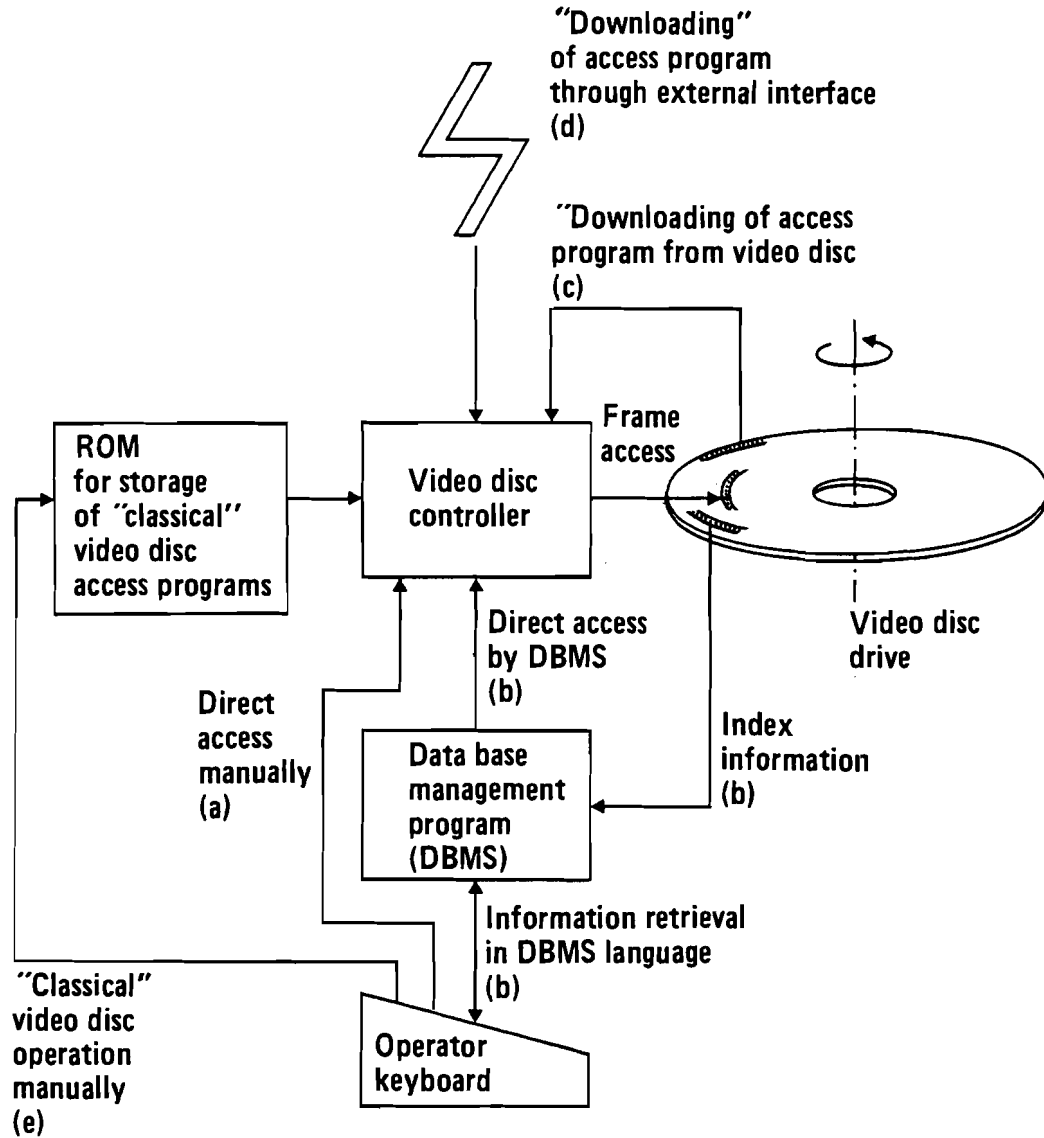 “Downloading”
of access program
through external interface
(d)
“Downloading of access
program from video disc
(c)
Frame
access
ROM
for storage
of “classical”
video disc
access programs
Video disc
controller
Video disc
drive
Direct access
by DBMS
(b)
Direct
access
manually
(a)
Index
information
(b)
Data base
management
program
(DBMS)
Information retrieval
in DBMS language
(b)
“Classical”
video disc
operation
manually
(e)
Operator
keyboard